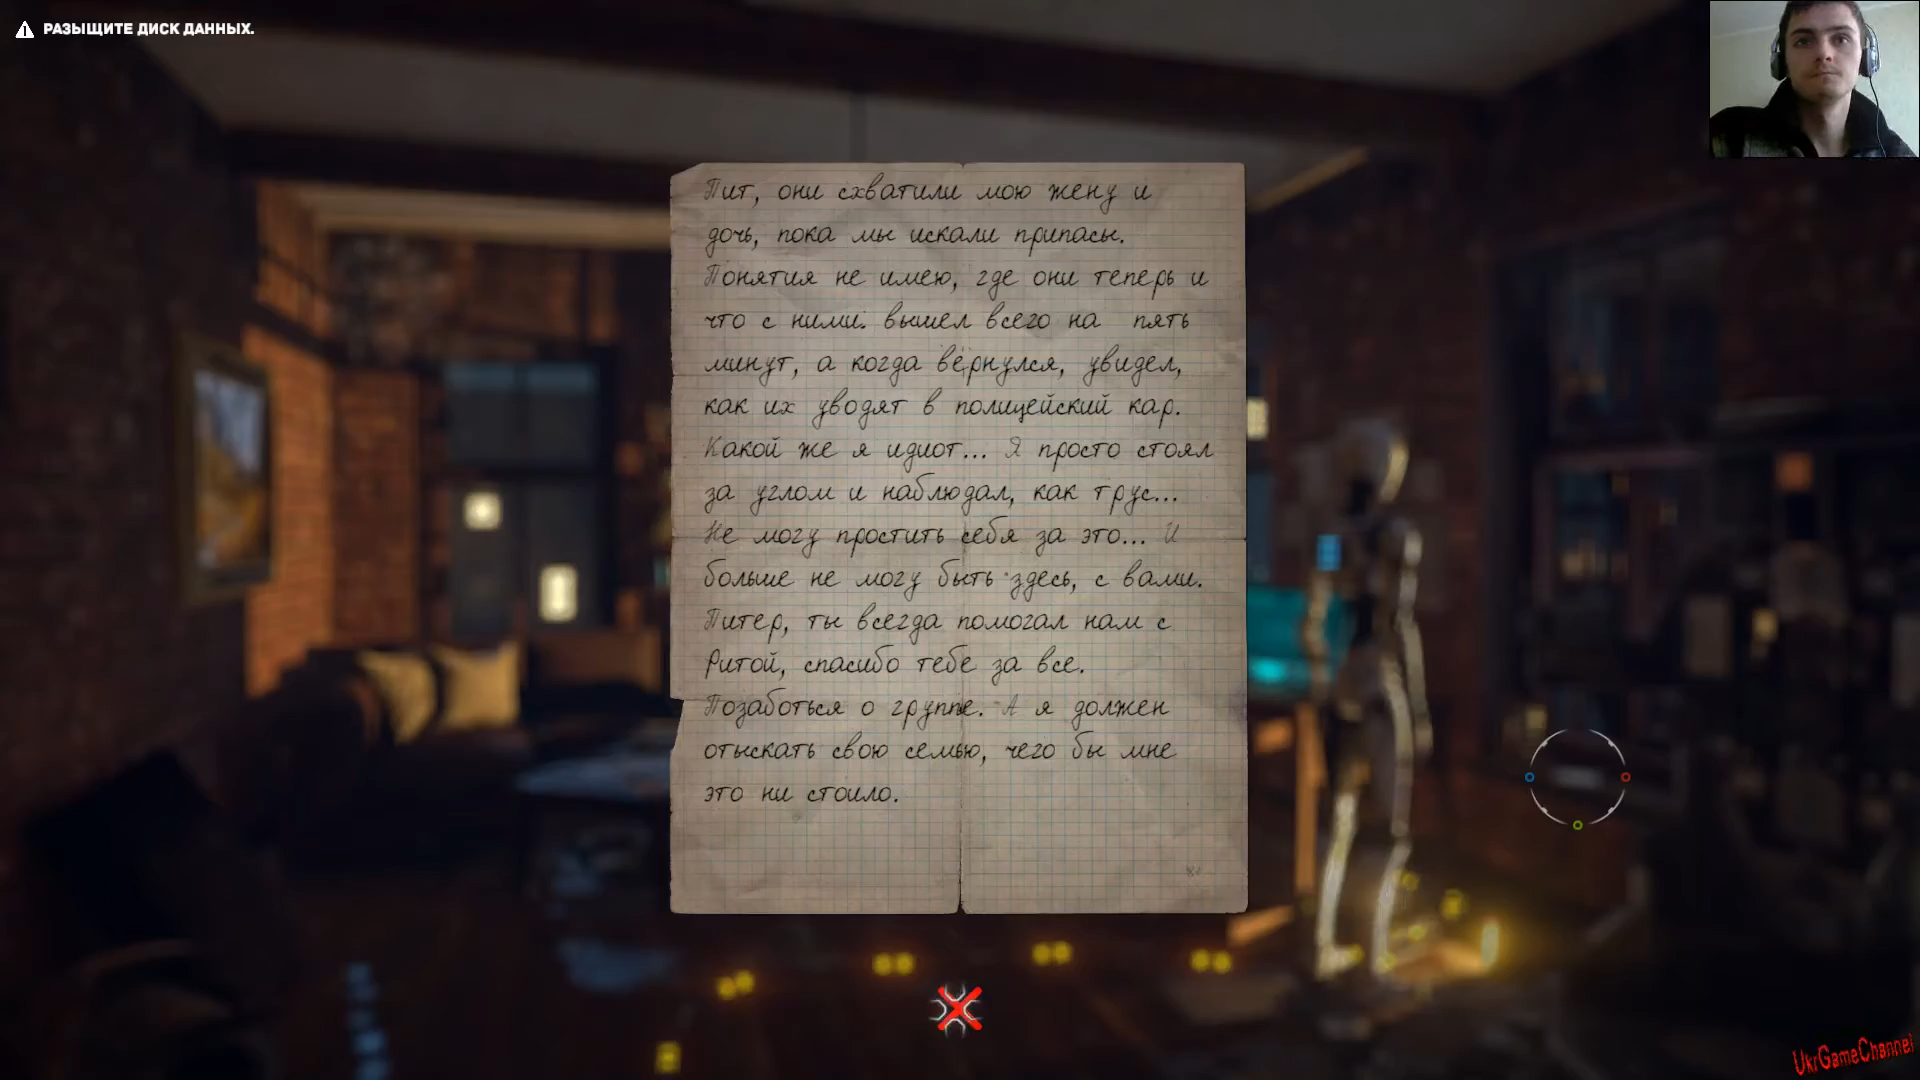 РАЗЫЩИТЕ ДИСК ДАННЫХ.
Пит, они схватили мою жену и
дочь, пока мы искали припасы.
Понятия не имею, где они теперь и
что с ними. вышел всего на пять
минут, а когда вернулся, увидел,
как их уводят в полицейский кар.
Какой же я идиот... Я просто стоял
за углом и наблюдал, как трус...
Не могу простить себя за это... И
больше не могу быть здесь, с вами.
Питер, ты всегда помогал нам с
Ритой, спасибо тебе за все.
Позаботься о группе. А я должен
отыскать свою семью, чего бы мне
это ни стоило.
UkrGameChannel